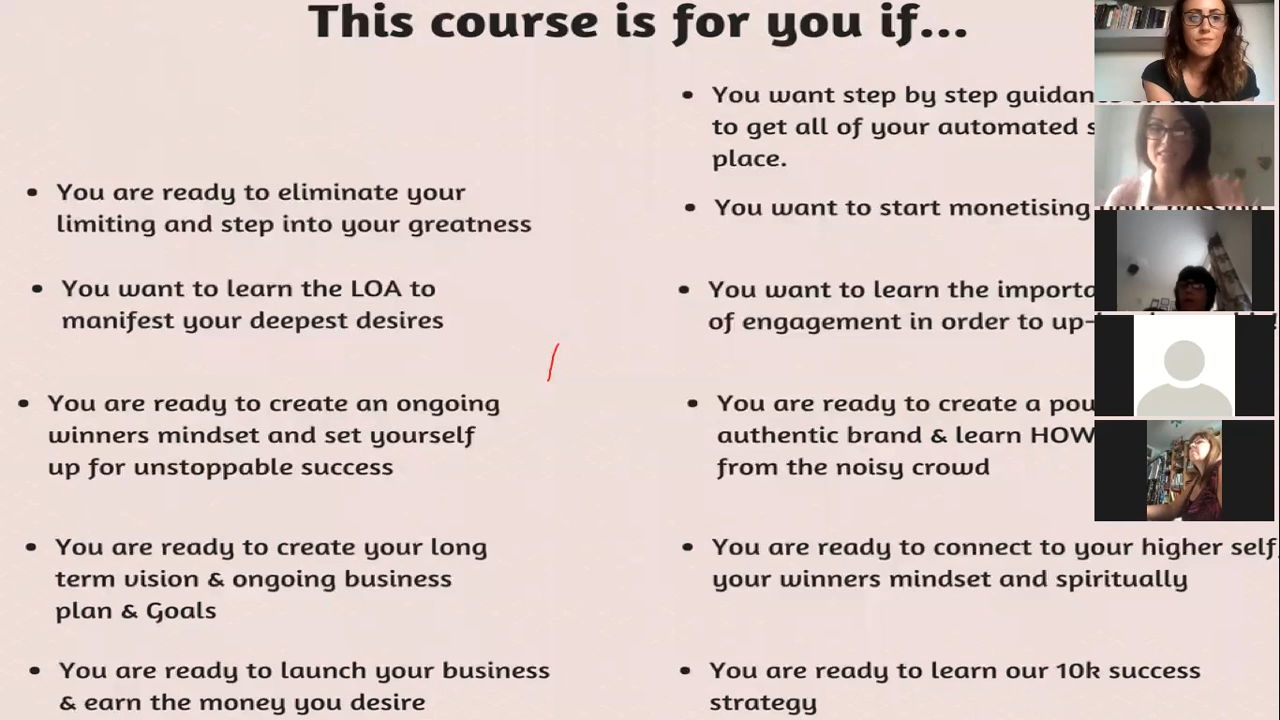 This course is for you if...
You are ready to eliminate your
limiting and step into your greatness
You want to learn the LOA to
manifest your deepest desires
You are ready to create an ongoing
winners mindset and set yourself
up for unstoppable success
You are ready to create your long
term vision & ongoing business
plan & Goals
You are ready to launch your business
& earn the money you desire
You want step by step
to get all of your automated
place.
You want to start monetising
You want to learn the
of engagement in order to
You are ready to create a
authentic brand & learn HOW
from the noisy crowd
You are ready to connect to your higher self,
your winners mindset and spiritually
You are ready to learn our 10k success
strategy